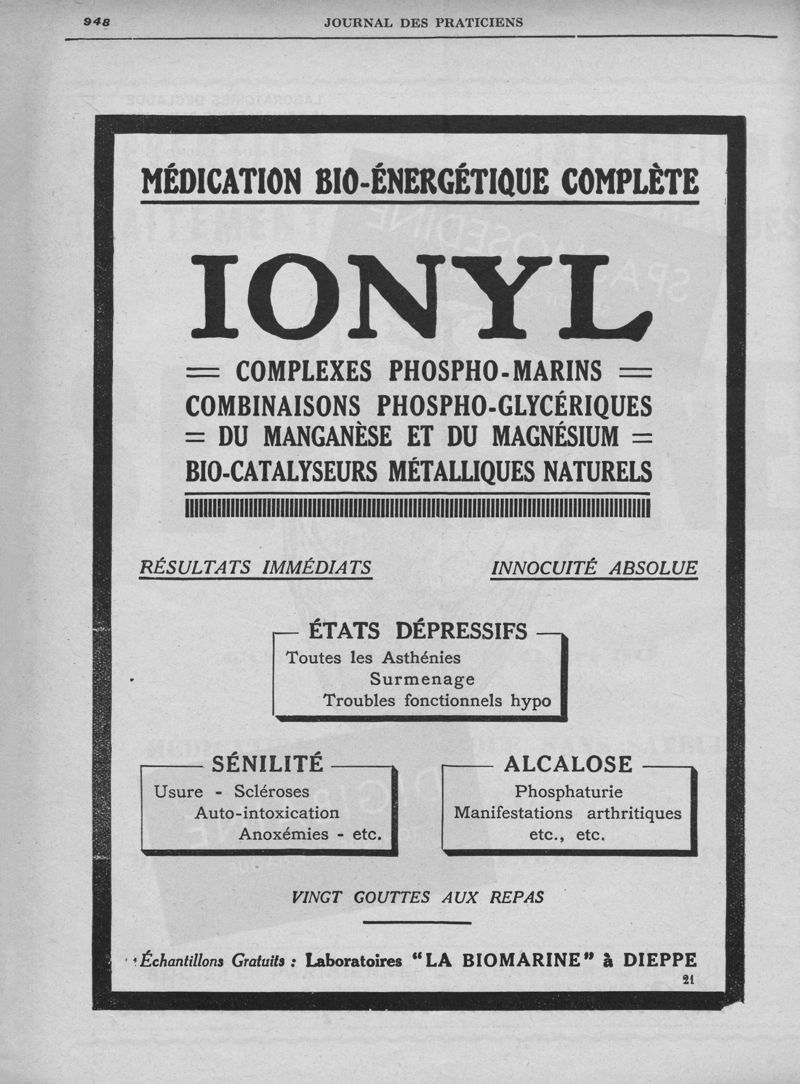 948
JOURNAL DES PRATICIENS
MÉDICATION BIO-ÉNERGÉTIQUE COMPLÈTE
IONYL
= COMPLEXES PHOSPHO-MARINS =
COMBINAISONS PHOSPHO-GLYCÉRIQUES
= DU MANGANÈSE ET DU MAGNÉSIUM =
BIO-CATALYSEURS MÉTALLIQUES NATURELS
RÉSULTATS IMMÉDIATS
INNOCUITÉ ABSOLUE
ÉTATS DÉPRESSIFS
Toutes les Asthénies
Surmenage
Troubles fonctionnels hypo
SÉNILITÉ
Usure - Scléroses
Auto-intoxication
Anoxémies - etc.
ALCALOSE
Phosphaturie
Manifestations arthritiques
etc., etc.
VINGT GOUTTES AUX REPAS
Échantillons Gratuits : Laboratoires "LA BIOMARINE" à DIEPPE
21